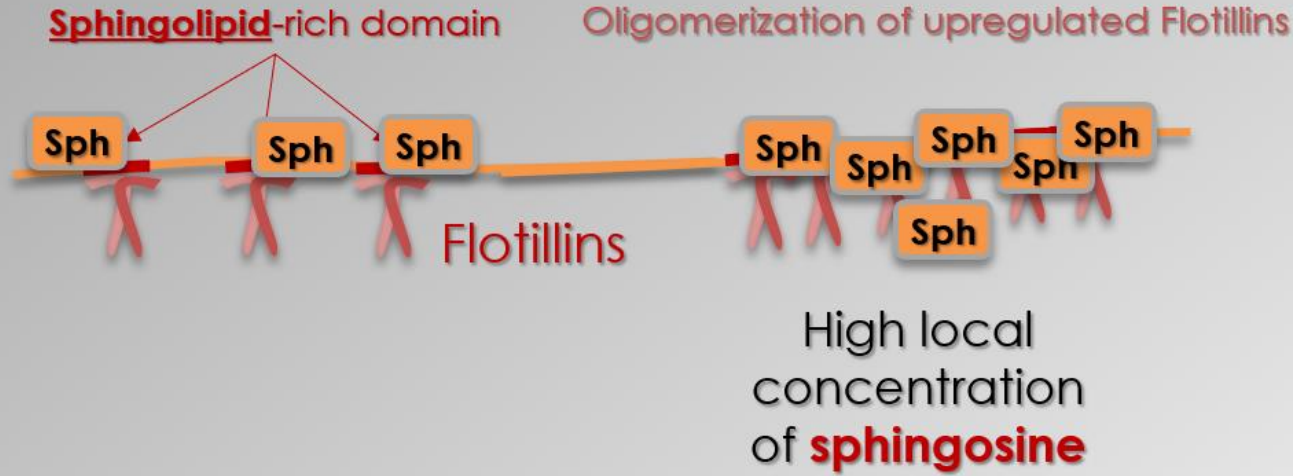 Sphingolipid-rich domain
Oligomerization of upregulated Flotillins
Sph
Sph
Sph
Sph
Sph
Sph
Sph
Sph
Sph
Flotillins
High local
concentration
of sphingosine